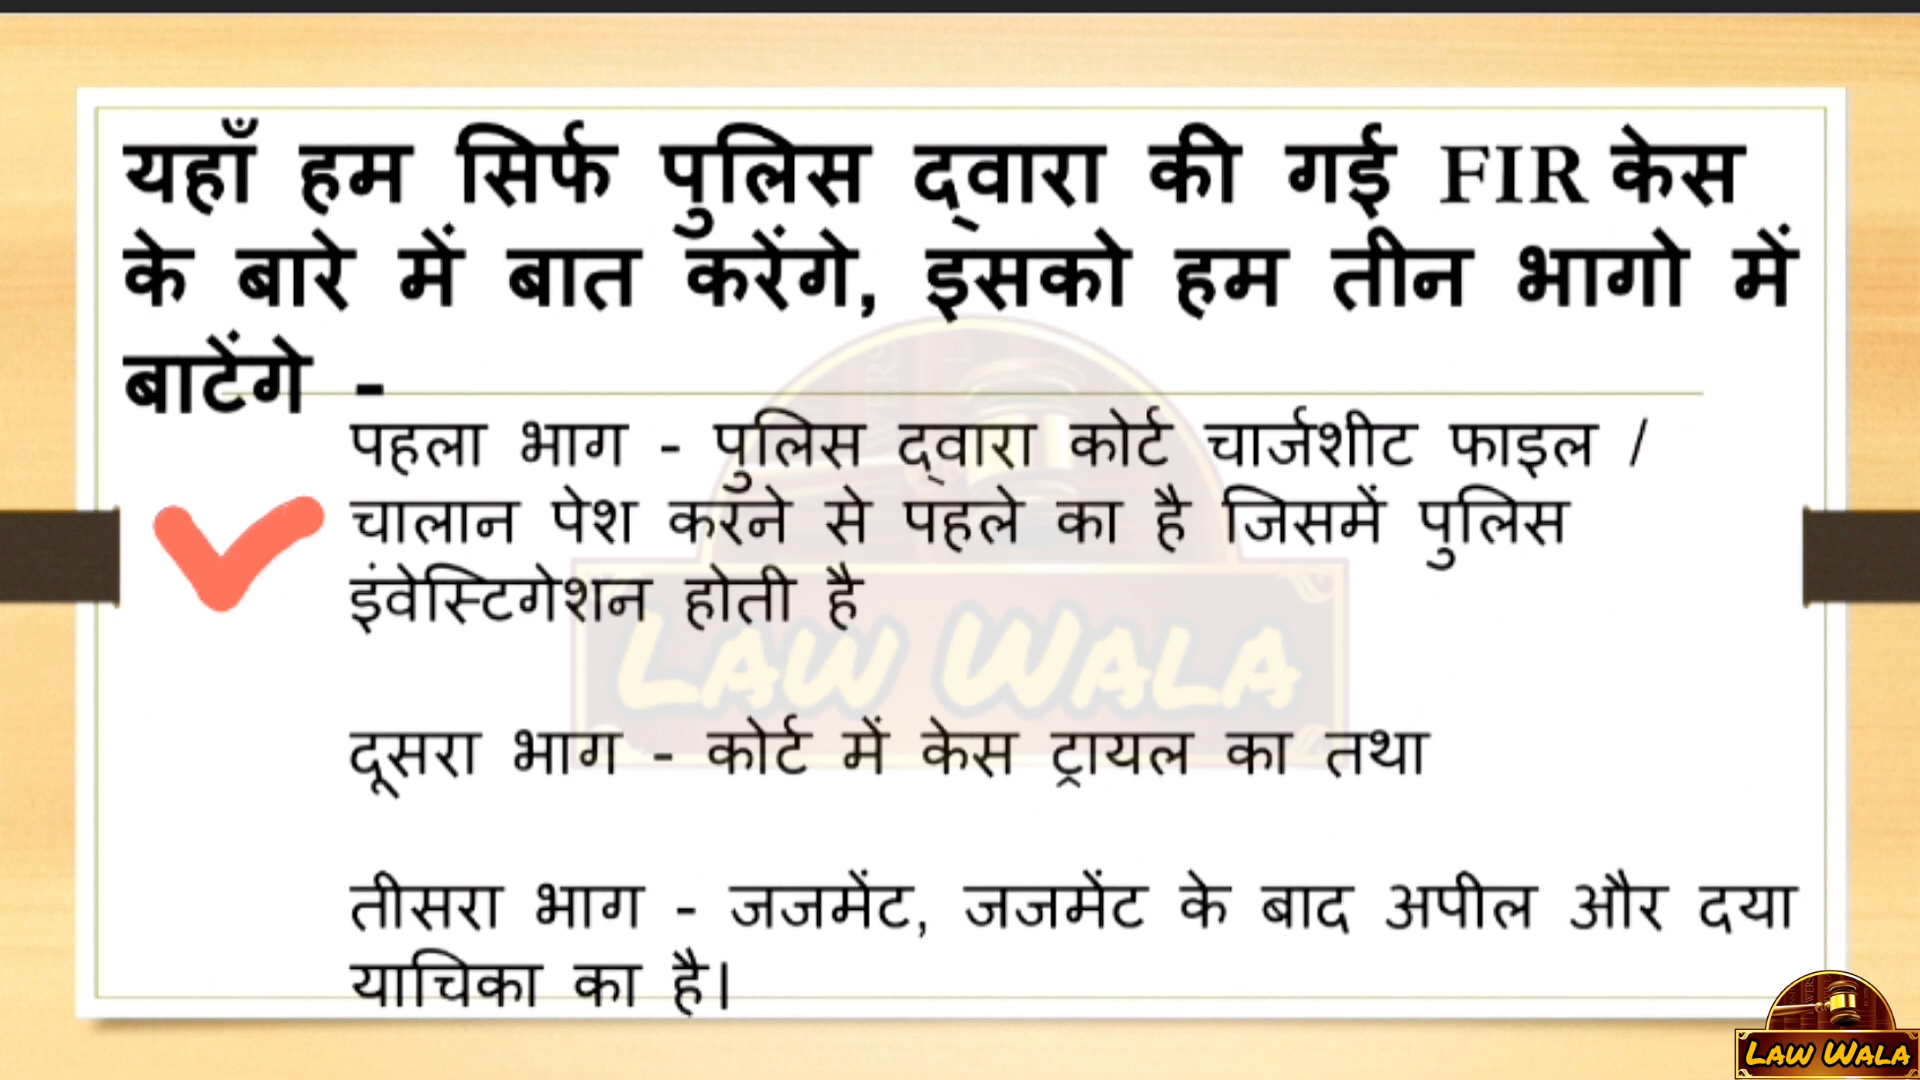 यहाँ हम सिर्फ पुलिस द्वारा की गई FIR केस
के बारे में बात करेंगे, इसको हम तीन भागो में
बाटेंगे -
पहला भाग - पुलिस द्वारा कोर्ट चार्जशीट फाइल /
चालान पेश करने से पहले का है जिसमें पुलिस
इंवेस्टिगेशन होती है
LAW WALA
दूसरा भाग - कोर्ट में केस ट्रायल का तथा
तीसरा भाग - जजमेंट, जजमेंट के बाद अपील और दया
याचिका का है।
LAW WALA